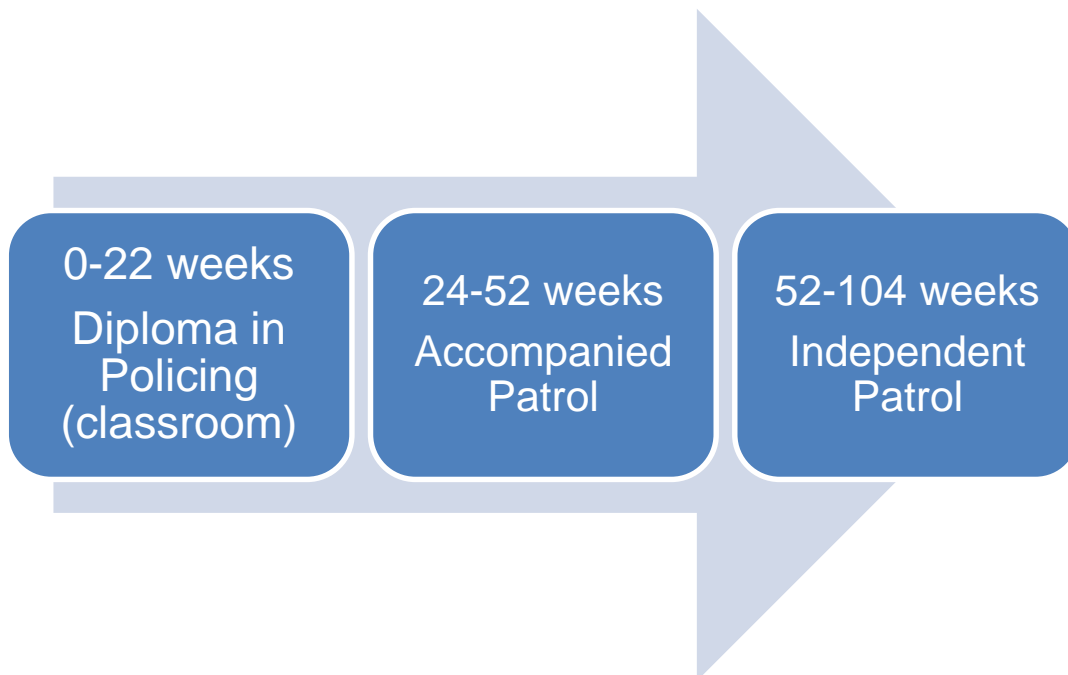 0-22 weeks
Diploma in
Policing
(classroom)
24-52 weeks
Accompanied
Patrol
52-104 weeks
Independent
Patrol